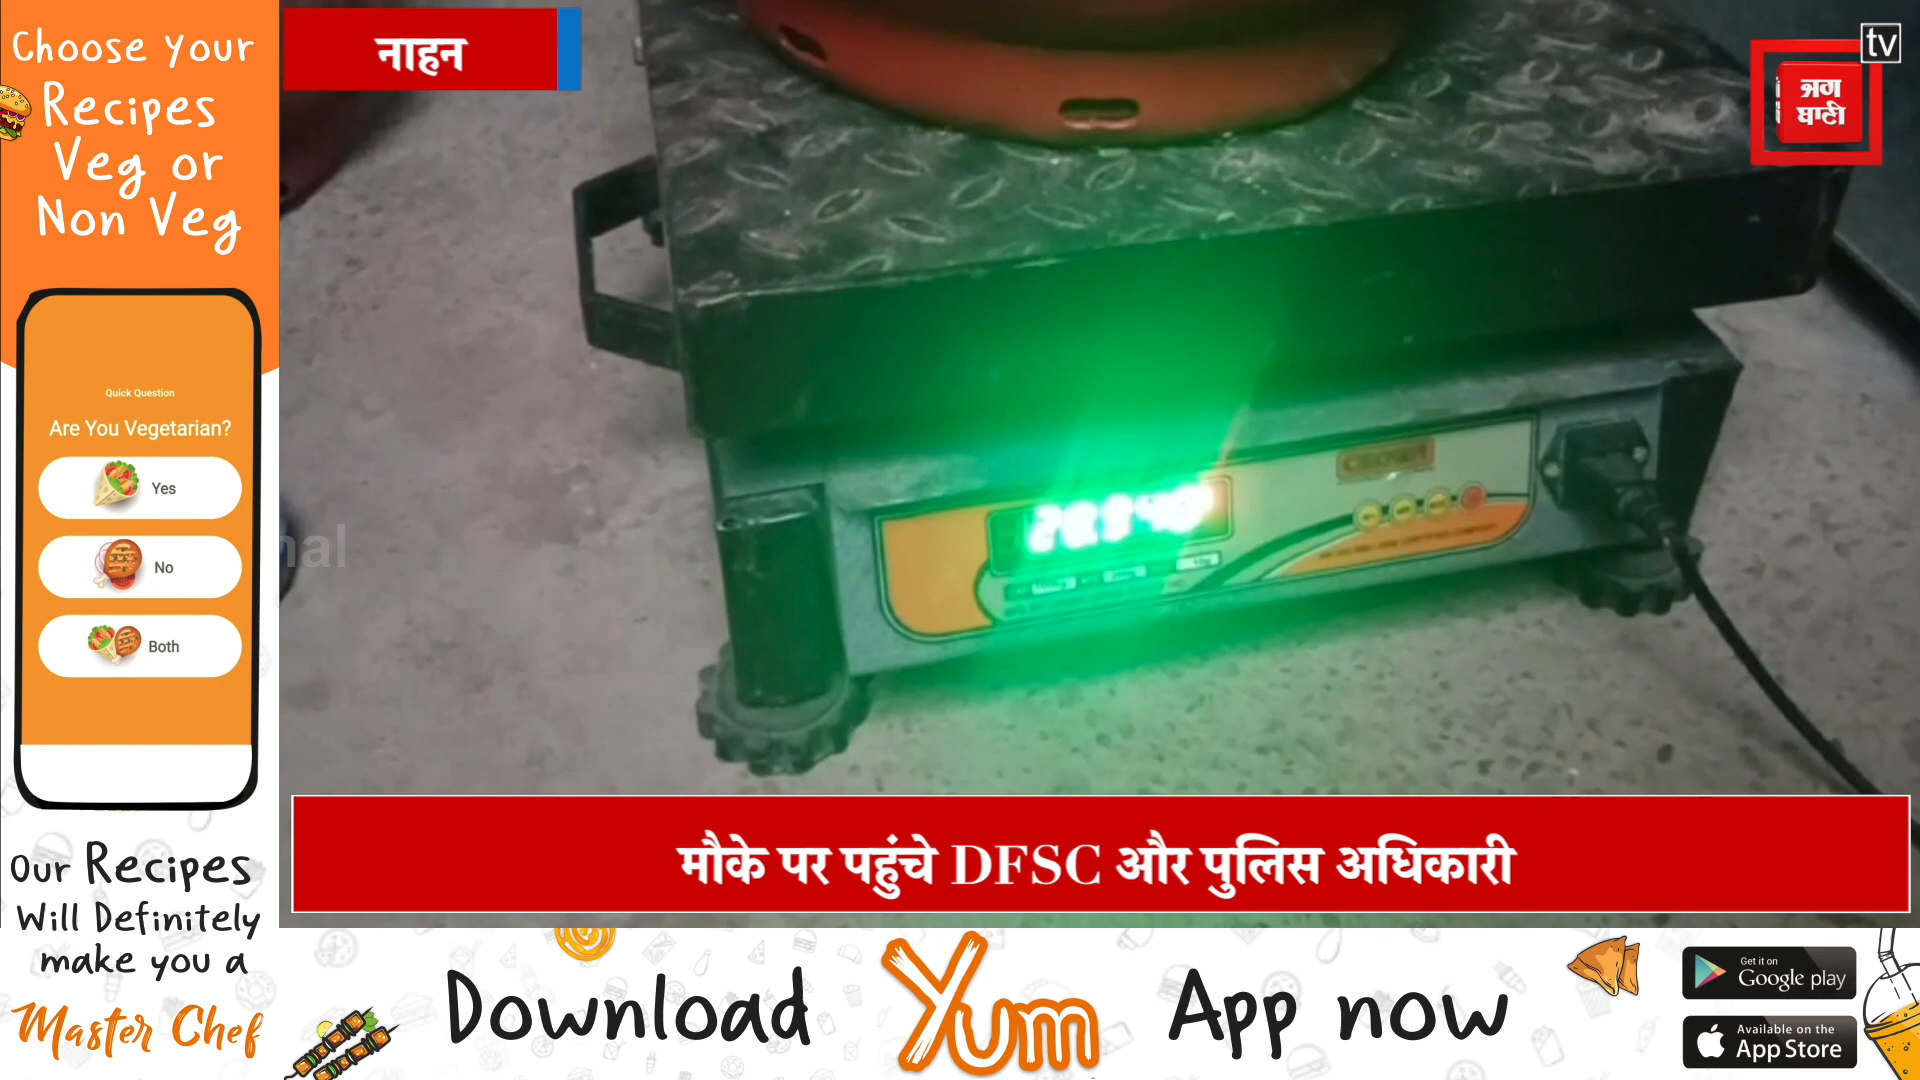 Choose your
Recipes
Veg or
Non Veg
Quick Question
Are You Vegetarian?
Yes
No
Both
Our Recipes
Will Definitely
make you a
Master Chef
नाहन
tv
ਜਗ
ਬਾਣੀ
मौके पर पहुंचे DFSC और पुलिस अधिकारी
Download Yum App now
Get it on
Google play
Available on the
App Store